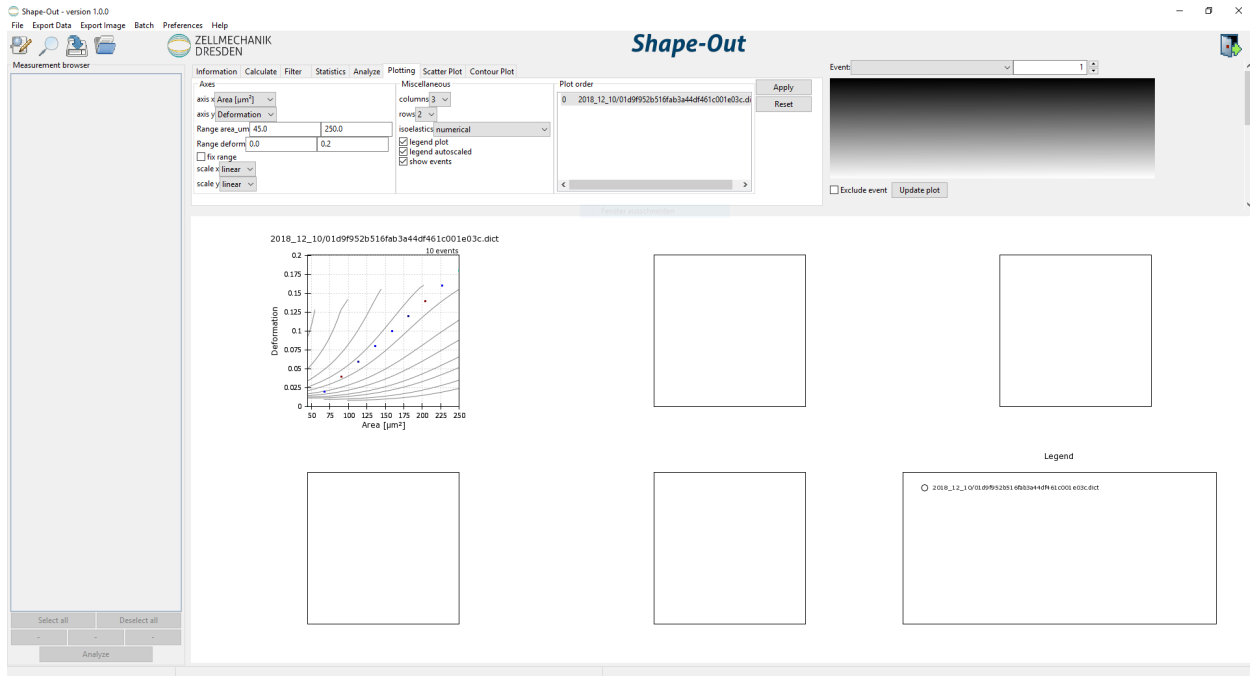 Shape-Out - version 1.0.0
File Export Data Export Image Batch Preferences Help
ZELLMECHANIK
DRESDEN
Shape-Out
Measurement browser
Information Calculate Filter Statistics Analyze Plotting Scatter Plot Contour Plot
Axes
axis x Area [µm²]
axis y Deformation
Range area_um 45.0 250.0
Range deform 0.0 0.2
fix range
scale x linear
scale y linear
Miscellaneous
columns 3
rows 2
isoelastics numerical
legend plot
legend autoscaled
show events
Plot order
0 2018_12_10/01d9f952b516fab3a44df461c001e03c.di
Apply
Reset
Event: 1
Exclude event Update plot
2018_12_10/01d9f952b516fab3a44df461c001e03c.dict
10 events
0.2
0.175
0.15
0.125
0.1
0.075
0.05
0.025
0
Deformation
50 75 100 125 150 175 200 225 250
Area [µm²]
Legend
2018_12_10/01d9f952b516fab3a44df461c001e03c.dict
Select all Deselect all
- - -
Analyze